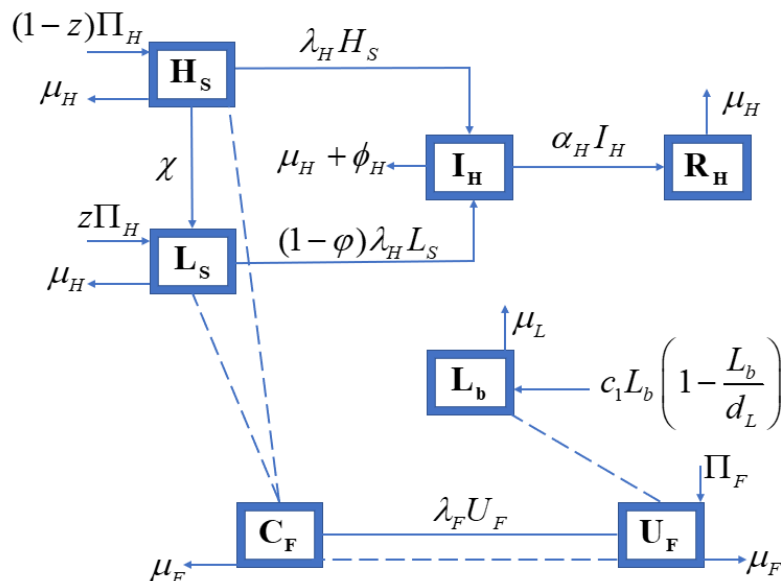 (1-z)Π_H
H_S
λ_H H_S
μ_H
μ_H
χ
μ_H + φ_H
I_H
α_H I_H
R_H
zΠ_H
L_S
(1-φ)λ_H L_S
μ_H
μ_L
L_b
c_1 L_b (1 - L_b/d_L)
Π_F
C_F
λ_F U_F
U_F
μ_F
μ_F